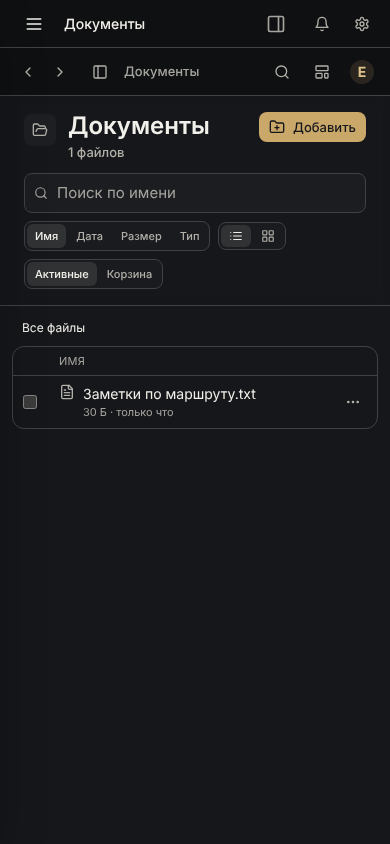 Документы
Документы
E
Документы
1 файлов
Добавить
Поиск по имени
Имя Дата Размер Тип
Активные Корзина
Все файлы
ИМЯ
Заметки по маршруту.txt
30 Б · только что